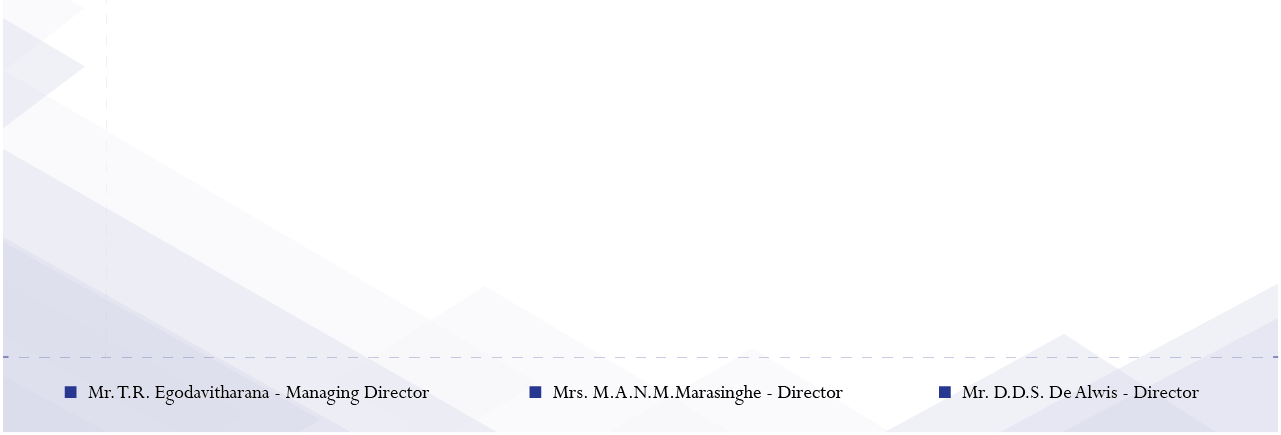 Mr. T.R. Egodavitharana - Managing Director
Mrs. M.A.N.M.Marasinghe - Director
Mr. D.D.S. De Alwis - Director